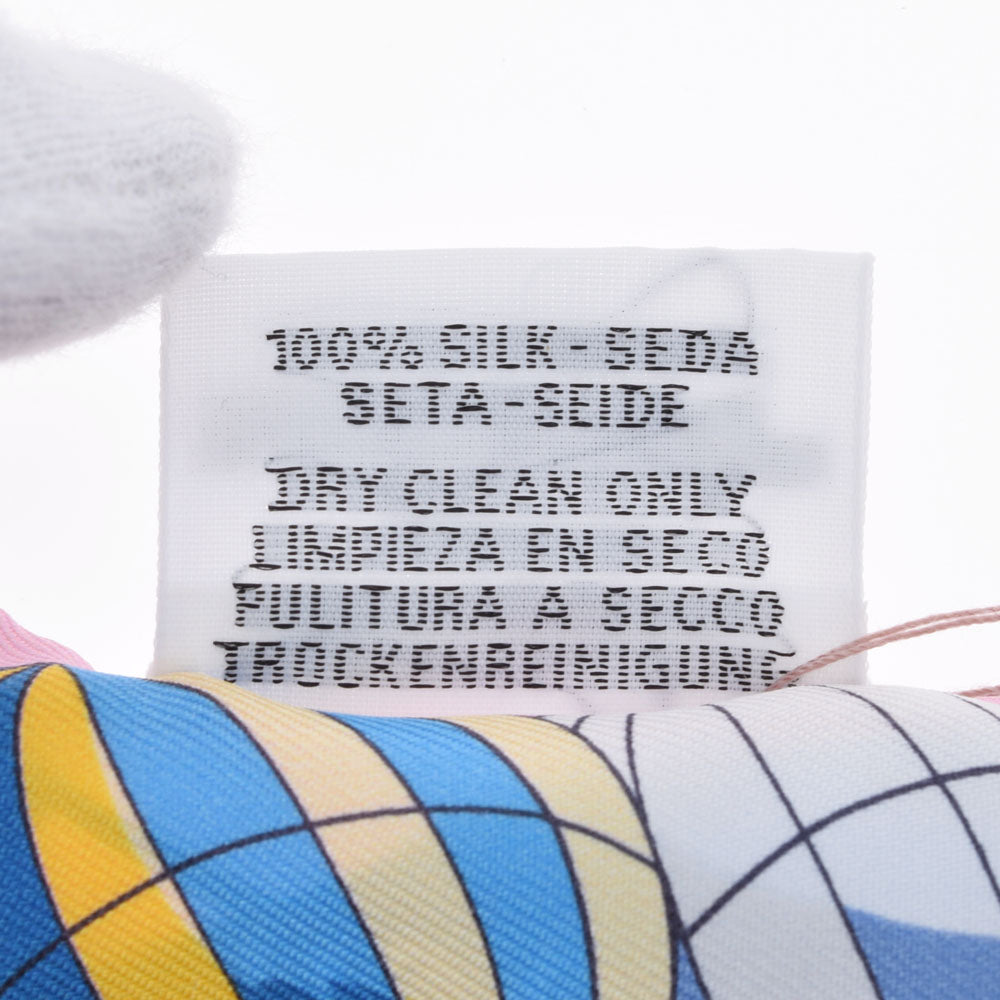 100% SILK - SEDA
SETA - SEIDE
DRY CLEAN ONLY
LIMPIEZA EN SECO
PULITURA A SECCO
TROCKENREINIGUNG